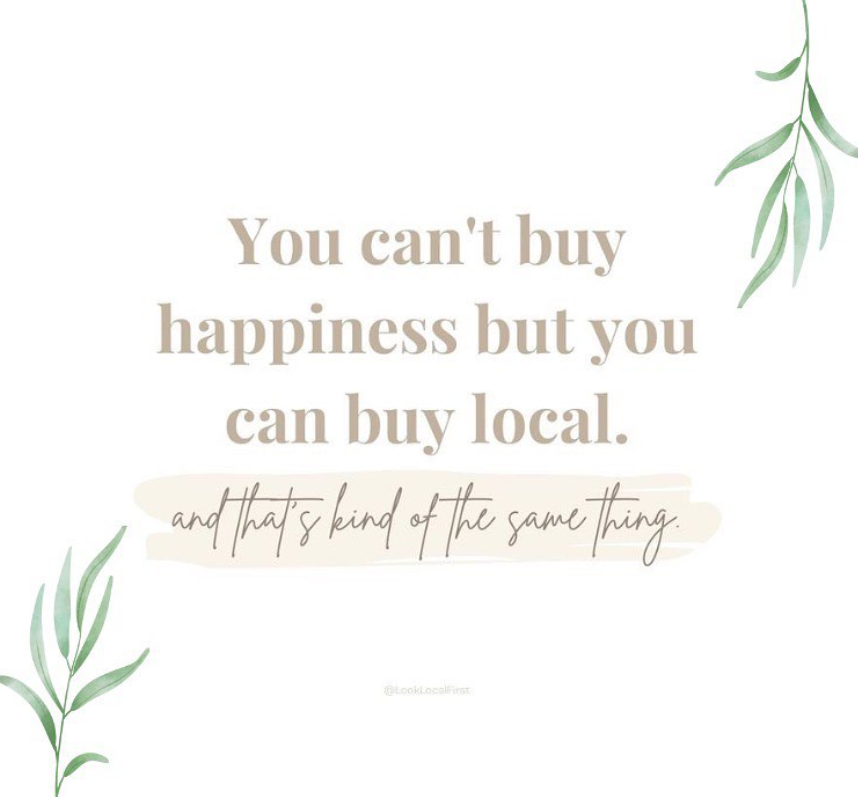 You can't buy
happiness but you
can buy local.
and that's kind of the same thing.
@LookLocalFirst